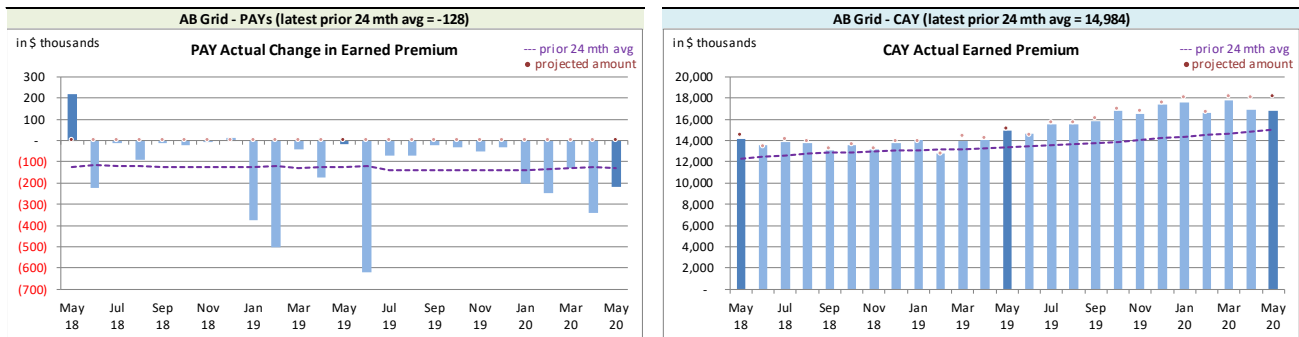 AB Grid - PAYs (latest prior 24 mth avg = -128)
in $ thousands
PAY Actual Change in Earned Premium
--- prior 24 mth avg
• projected amount
300
200
100
-
(100)
(200)
(300)
(400)
(500)
(600)
(700)
May Jul Sep Nov Jan Mar May Jul Sep Nov Jan Mar May
18 18 18 18 19 19 19 19 19 19 20 20 20
AB Grid - CAY (latest prior 24 mth avg = 14,984)
in $ thousands
CAY Actual Earned Premium
--- prior 24 mth avg
• projected amount
20,000
18,000
16,000
14,000
12,000
10,000
8,000
6,000
4,000
2,000
-
May Jul Sep Nov Jan Mar May Jul Sep Nov Jan Mar May
18 18 18 18 19 19 19 19 19 19 20 20 20